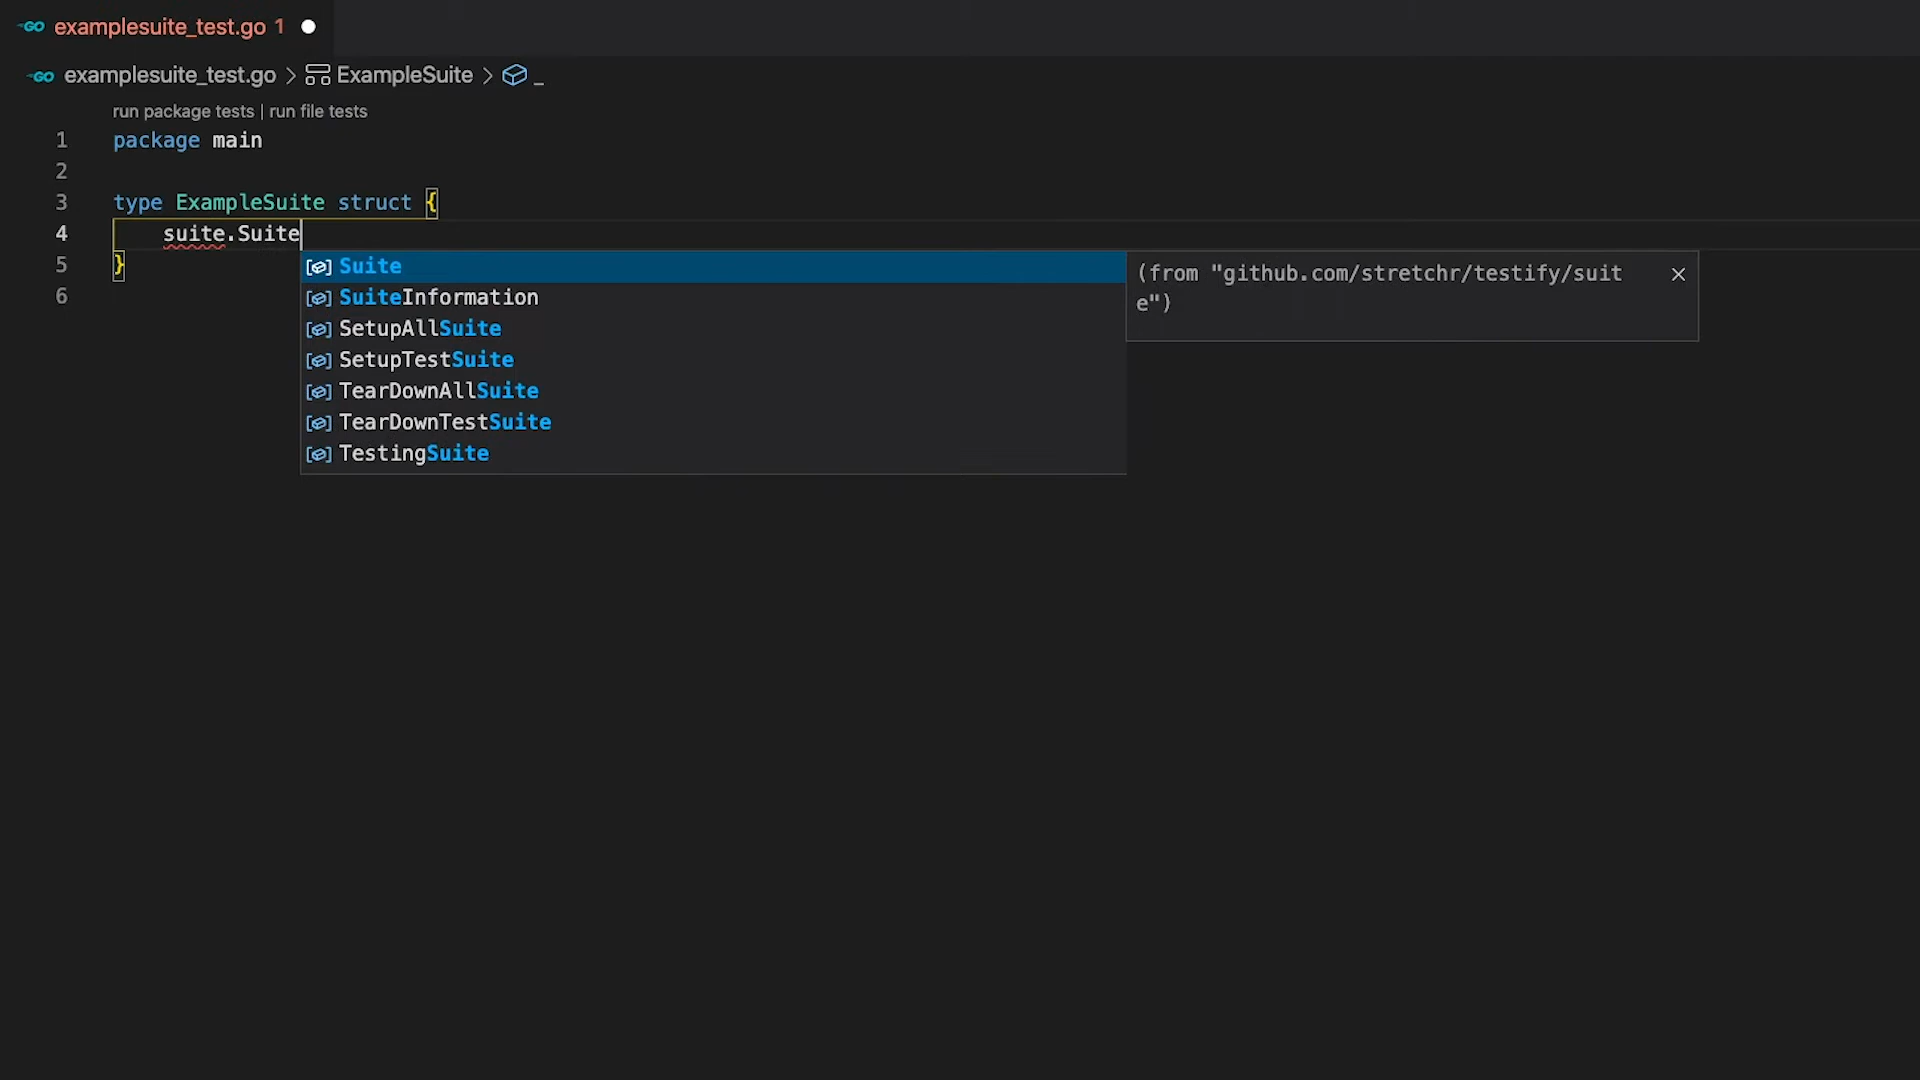 GO examplesuite_test.go 1
GO examplesuite_test.go > ExampleSuite > _
run package tests | run file tests
1 package main
2
3 type ExampleSuite struct {
4 suite.Suite
5 }
6
Suite
SuiteInformation
SetupAllSuite
SetupTestSuite
TearDownAllSuite
TearDownTestSuite
TestingSuite
(from "github.com/stretchr/testify/suit
e")